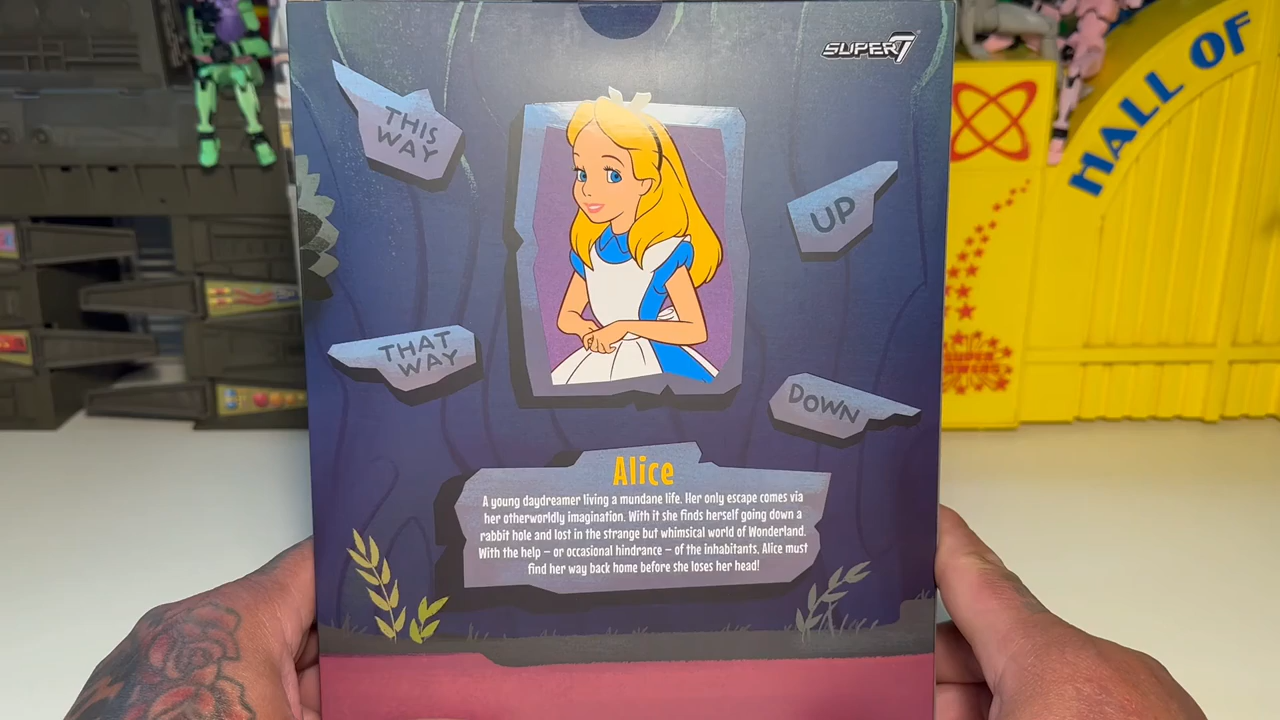 SUPER7
THIS
WAY
UP
THAT
WAY
DOWN
Alice
A young daydreamer living a mundane life. Her only escape comes via
her otherworldly imagination. With it she finds herself going down a
rabbit hole and lost in the strange but whimsical world of Wonderland.
With the help – or occasional hindrance – of the inhabitants, Alice must
find her way back home before she loses her head!
HALL OF
SUPER
POWERS